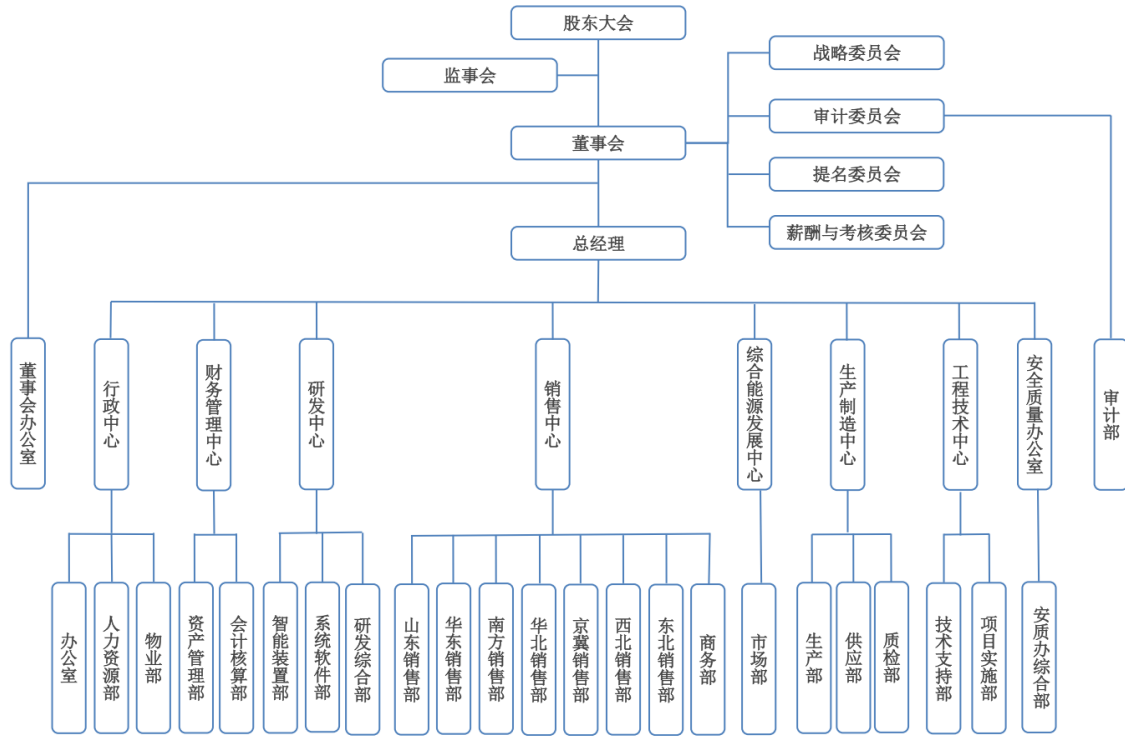 股东大会
监事会
战略委员会
审计委员会
董事会
提名委员会
薪酬与考核委员会
总经理
董事会办公室
行政中心
财务管理中心
研发中心
销售中心
综合能源发展中心
生产制造中心
工程技术中心
安全质量办公室
审计部
办公室
人力资源部
物业部
资产管理部
会计核算部
智能装置部
系统软件部
研发综合部
山东销售部
华东销售部
南方销售部
华北销售部
京冀销售部
西北销售部
东北销售部
商务部
市场部
生产部
供应部
质检部
技术支持部
项目实施部
安质办综合部